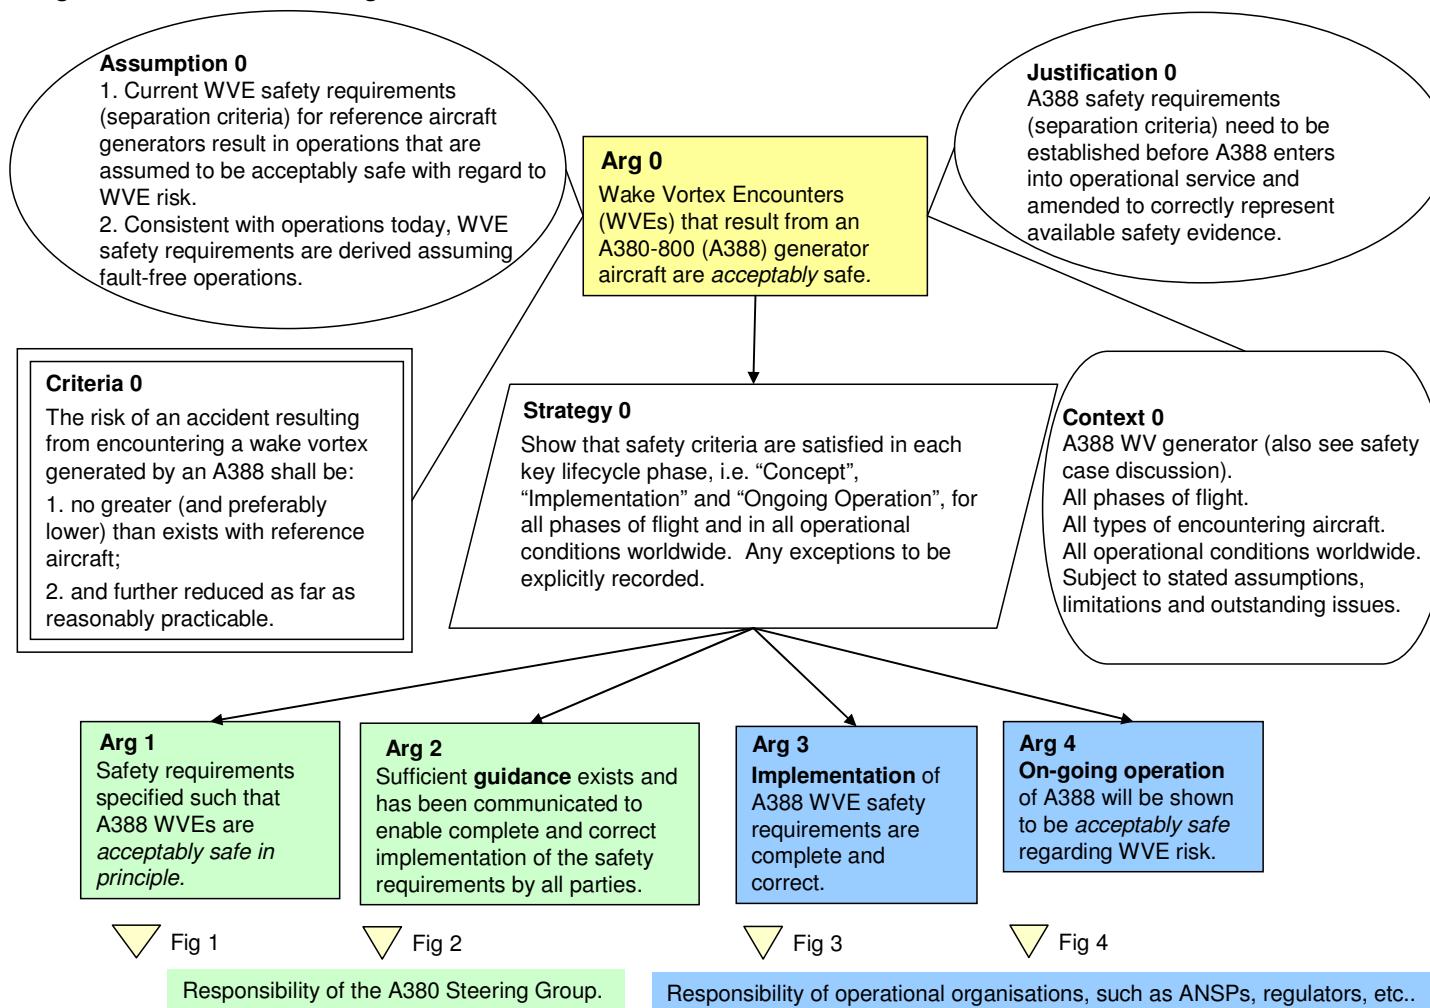 Assumption 0
1. Current WVE safety requirements
(separation criteria) for reference aircraft
generators result in operations that are
assumed to be acceptably safe with regard to
WVE risk.
2. Consistent with operations today, WVE
safety requirements are derived assuming
fault-free operations.
Justification 0
A388 safety requirements
(separation criteria) need to be
established before A388 enters
into operational service and
amended to correctly represent
available safety evidence.
Arg 0
Wake Vortex Encounters
(WVEs) that result from an
A380-800 (A388) generator
aircraft are acceptably safe.
Criteria 0
The risk of an accident resulting
from encountering a wake vortex
generated by an A388 shall be:
1. no greater (and preferably
lower) than exists with reference
aircraft;
2. and further reduced as far as
reasonably practicable.
Strategy 0
Show that safety criteria are satisfied in each
key lifecycle phase, i.e. “Concept”,
“Implementation” and “Ongoing Operation”, for
all phases of flight and in all operational
conditions worldwide. Any exceptions to be
explicitly recorded.
Context 0
A388 WV generator (also see safety
case discussion).
All phases of flight.
All types of encountering aircraft.
All operational conditions worldwide.
Subject to stated assumptions,
limitations and outstanding issues.
Arg 1
Safety requirements
specified such that
A388 WVEs are
acceptably safe in
principle.
Arg 2
Sufficient guidance exists and
has been communicated to
enable complete and correct
implementation of the safety
requirements by all parties.
Arg 3
Implementation of
A388 WVE safety
requirements are
complete and
correct.
Arg 4
On-going operation
of A388 will be shown
to be acceptably safe
regarding WVE risk.
Fig 1
Fig 2
Fig 3
Fig 4
Responsibility of the A380 Steering Group.
Responsibility of operational organisations, such as ANSPs, regulators, etc..